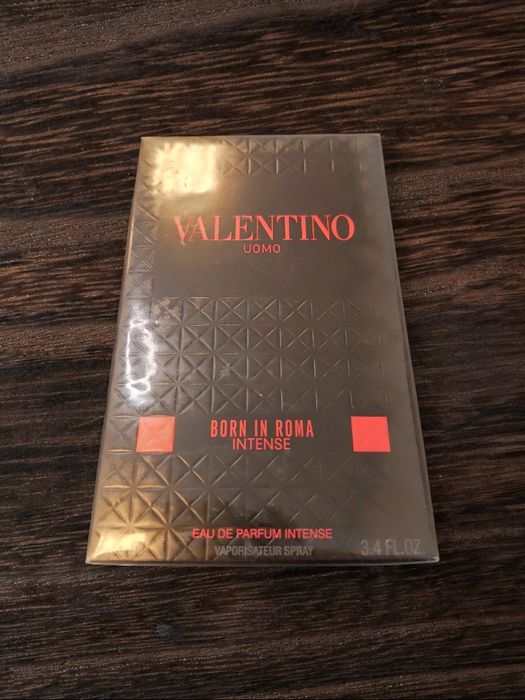 VALENTINO
UOMO
BORN IN ROMA
INTENSE
EAU DE PARFUM INTENSE
VAPORISATEUR SPRAY
3.4 FL.OZ.